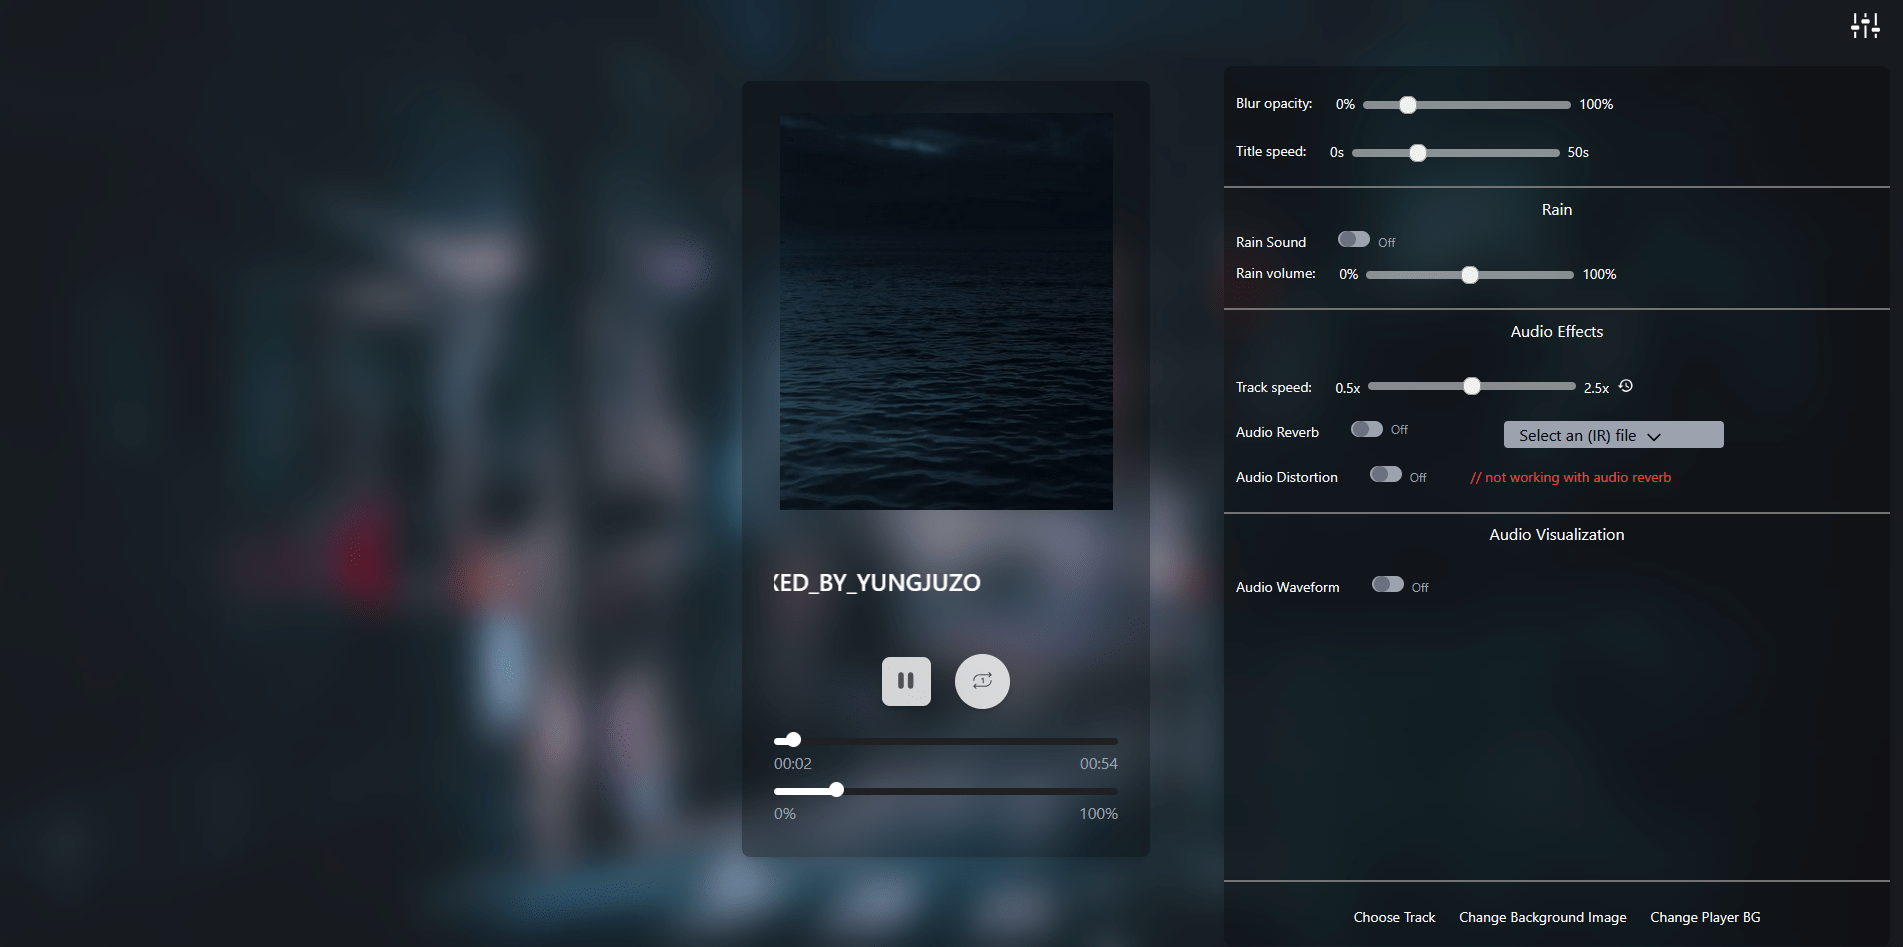 Blur opacity: 0% 100%
Title speed: 0s 50s
Rain
Rain Sound Off
Rain volume: 0% 100%
Audio Effects
Track speed: 0.5x 2.5x
Audio Reverb Off Select an (IR) file
Audio Distortion Off // not working with audio reverb
Audio Visualization
Audio Waveform Off
KED_BY_YUNGJUZO
1
00:02 00:54
0% 100%
Choose Track Change Background Image Change Player BG